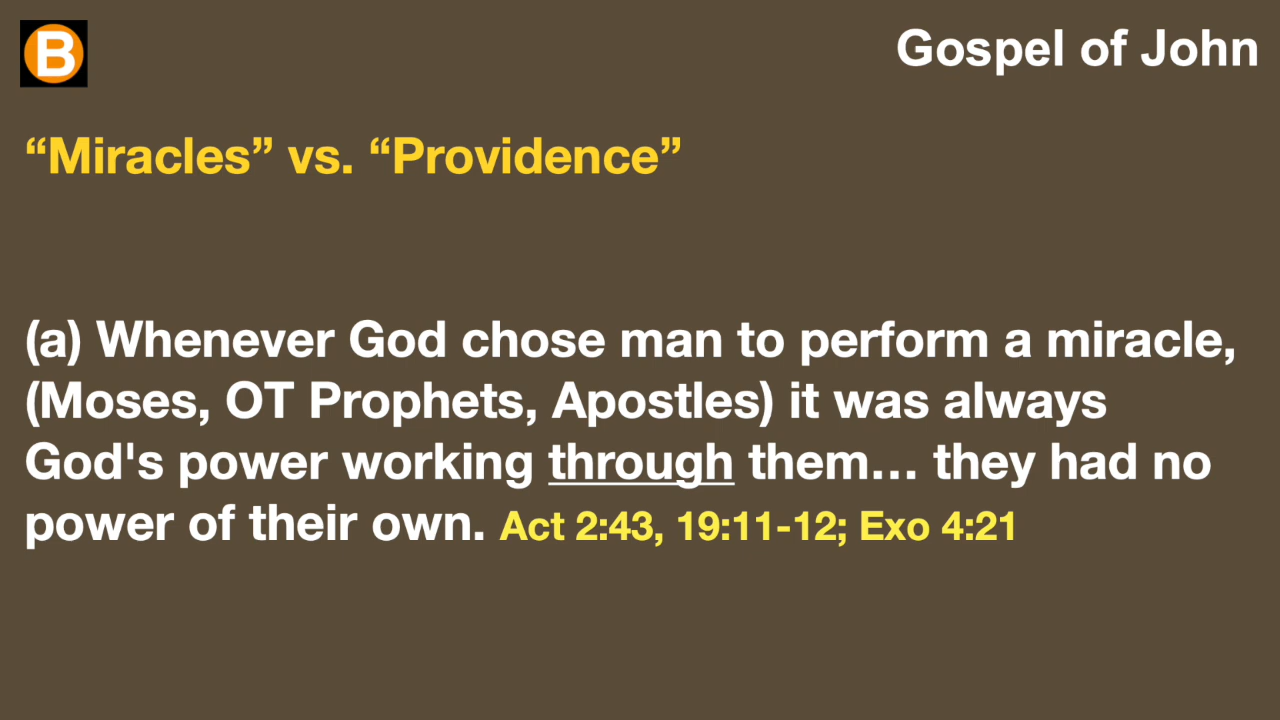 B
Gospel of John
“Miracles” vs. “Providence”
(a) Whenever God chose man to perform a miracle,
(Moses, OT Prophets, Apostles) it was always
God's power working through them... they had no
power of their own. Act 2:43, 19:11-12; Exo 4:21